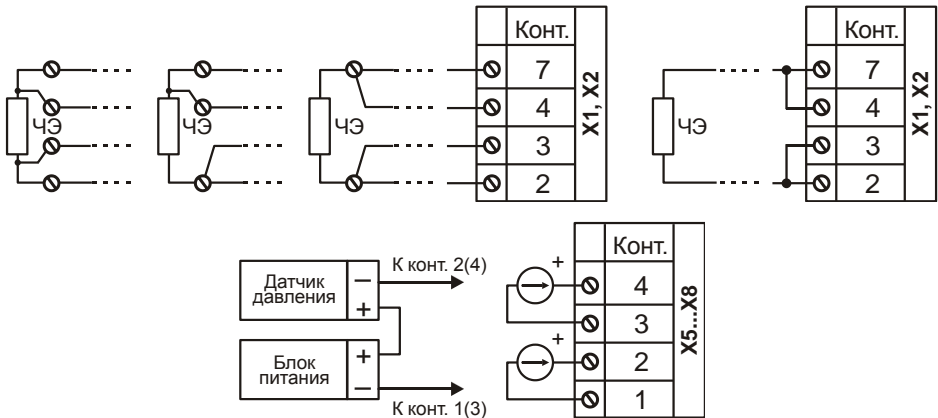 Конт.
7
4
3
2
X1, X2
ЧЭ
ЧЭ
ЧЭ
ЧЭ
Конт.
7
4
3
2
X1, X2
Датчик
давления
–
+
К конт. 2(4)
Блок
питания
+
–
К конт. 1(3)
+
+
Конт.
4
3
2
1
X5...X8